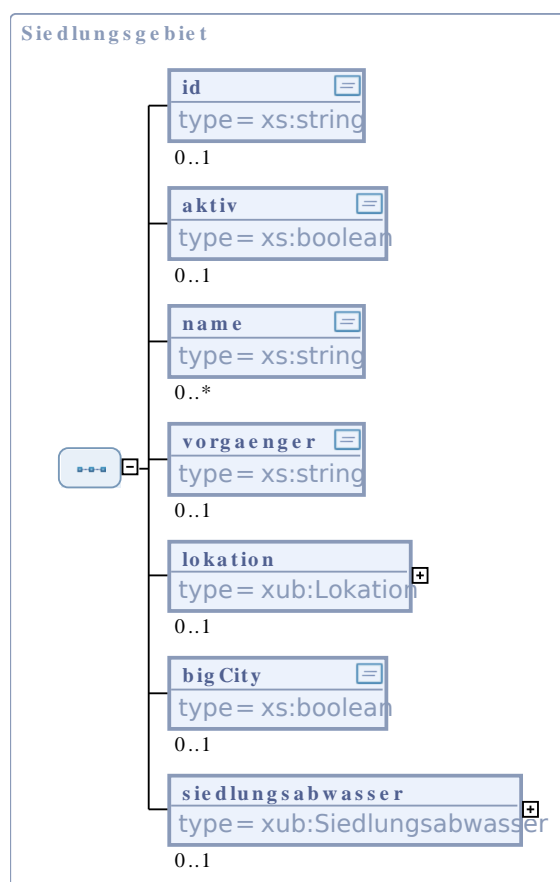 Siedlungsgebiet
id
type= xs:string
0..1
aktiv
type= xs:boolean
0..1
name
type= xs:string
0..*
vorgaenger
type= xs:string
0..1
lokation
type= xub:Lokation
0..1
bigCity
type= xs:boolean
0..1
siedlungsabwasser
type= xub:Siedlungsabwasser
0..1